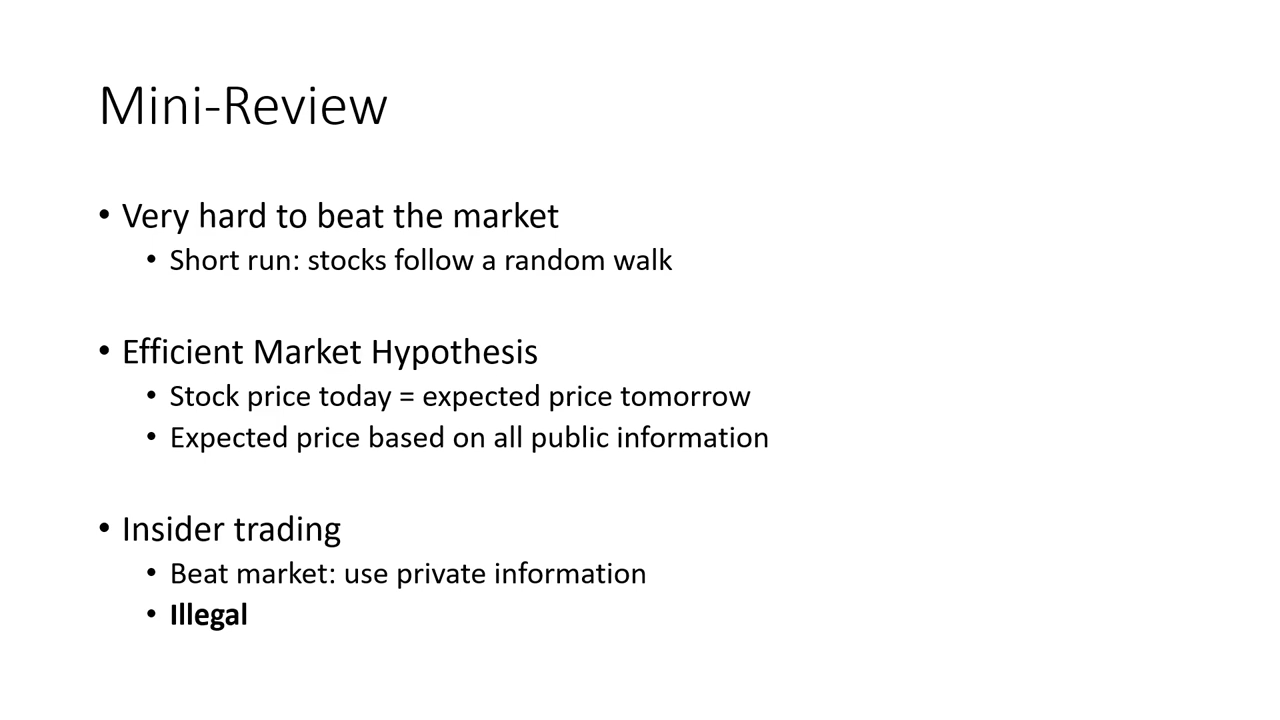 Mini-Review
• Very hard to beat the market
• Short run: stocks follow a random walk
• Efficient Market Hypothesis
• Stock price today = expected price tomorrow
• Expected price based on all public information
• Insider trading
• Beat market: use private information
• Illegal